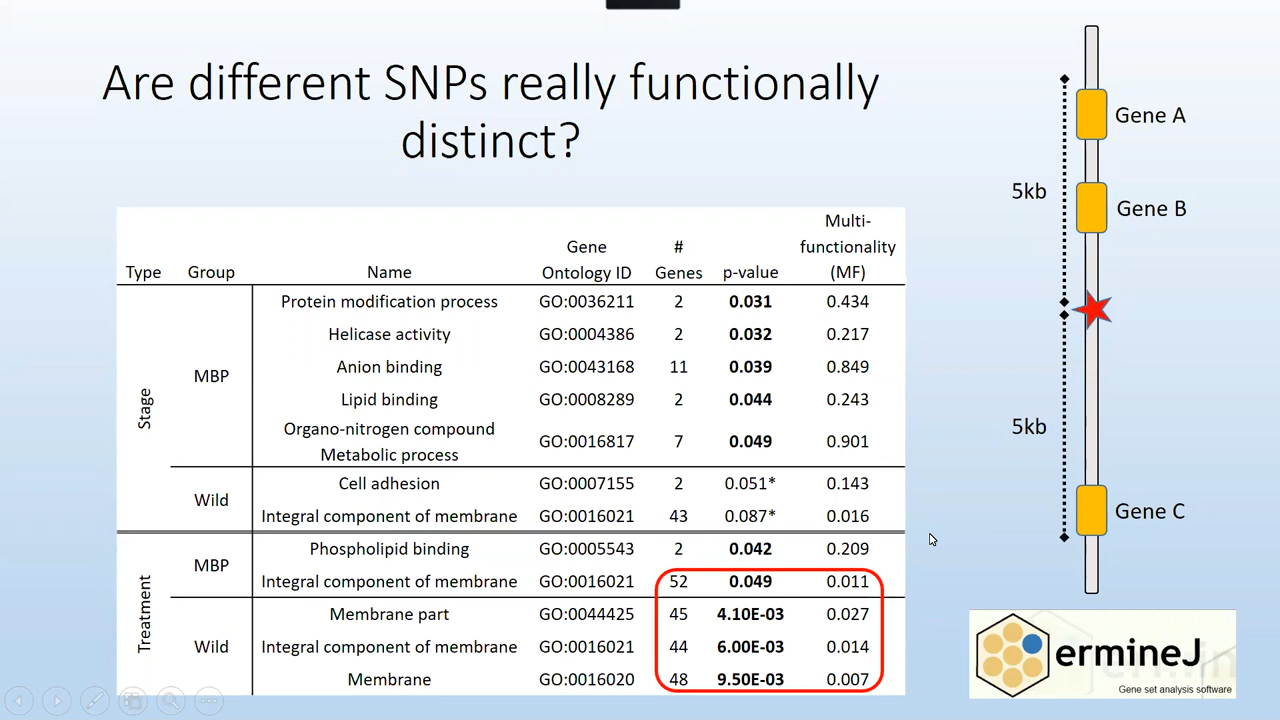 Are different SNPs really functionally
distinct?
Type Group Name Gene Ontology ID # Genes p-value Multi-functionality (MF)
Stage
MBP
Protein modification process GO:0036211 2 0.031 0.434
Helicase activity GO:0004386 2 0.032 0.217
Anion binding GO:0043168 11 0.039 0.849
Lipid binding GO:0008289 2 0.044 0.243
Organo-nitrogen compound
Metabolic process GO:0016817 7 0.049 0.901
Wild
Cell adhesion GO:0007155 2 0.051* 0.143
Integral component of membrane GO:0016021 43 0.087* 0.016
Treatment
MBP
Phospholipid binding GO:0005543 2 0.042 0.209
Integral component of membrane GO:0016021 52 0.049 0.011
Wild
Membrane part GO:0044425 45 4.10E-03 0.027
Integral component of membrane GO:0016021 44 6.00E-03 0.014
Membrane GO:0016020 48 9.50E-03 0.007
Gene A
5kb
Gene B
5kb
Gene C
ermineJ
Gene set analysis software